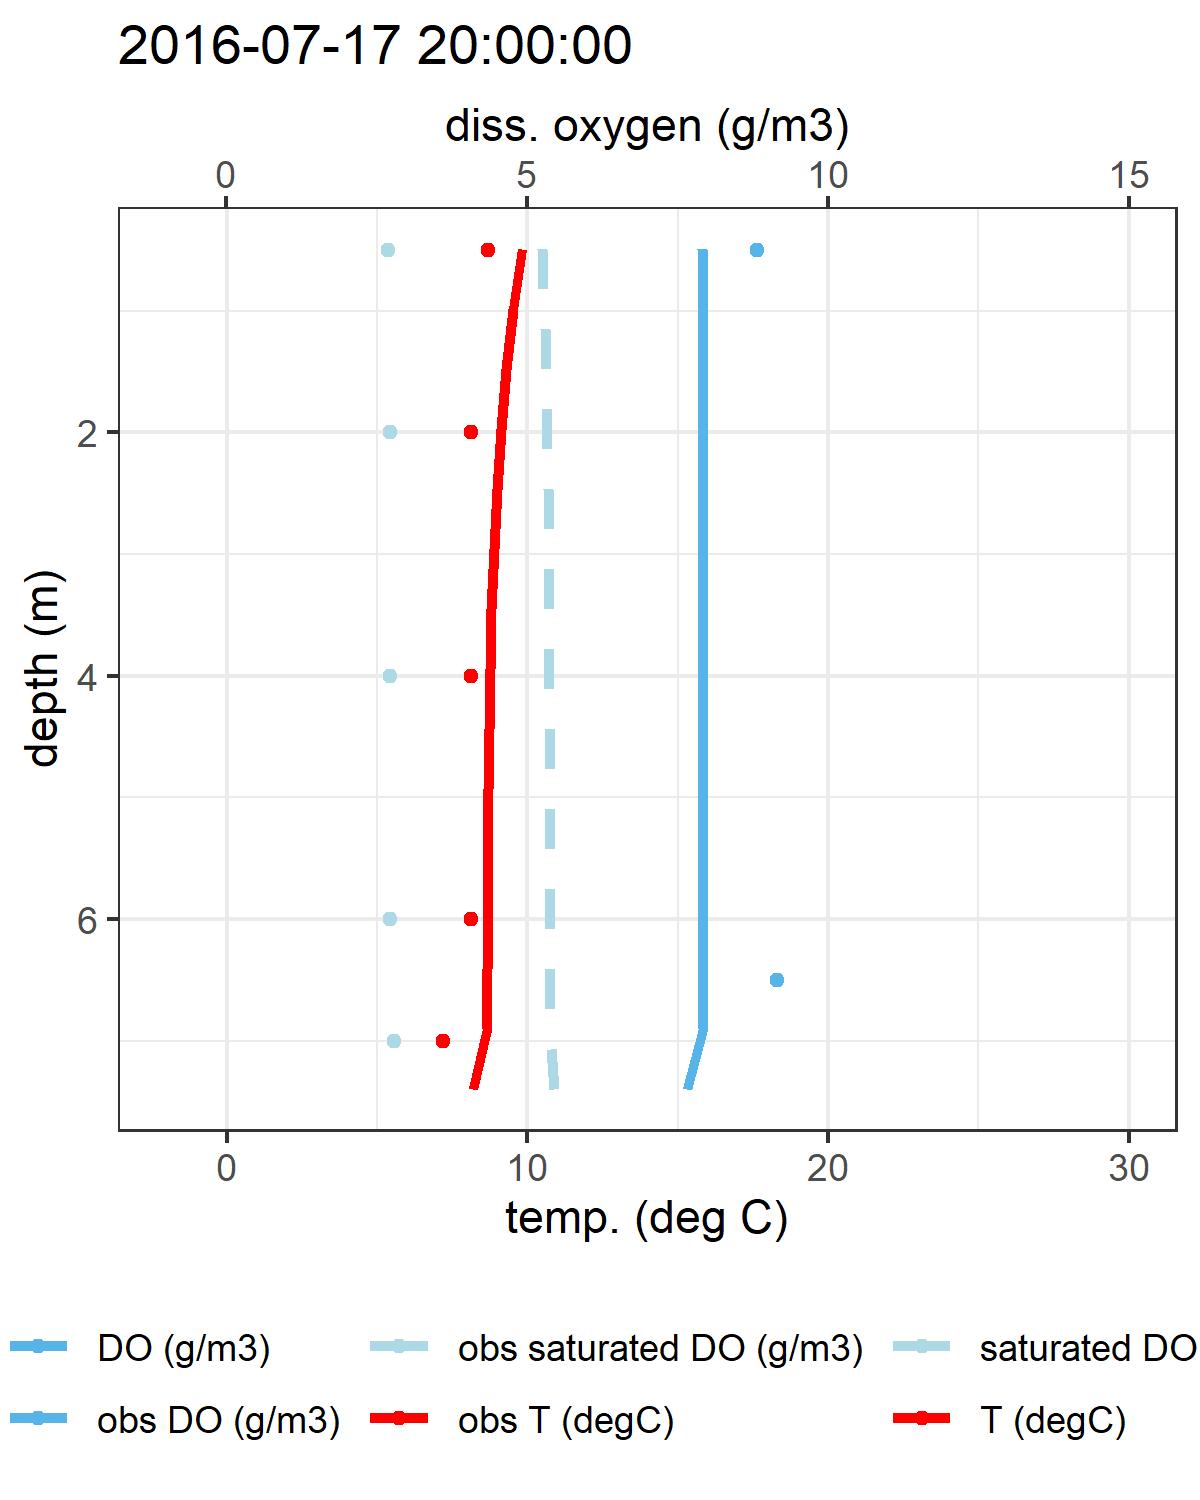 2016-07-17 20:00:00
diss. oxygen (g/m3)
0 5 10 15
2
4
6
depth (m)
0 10 20 30
temp. (deg C)
DO (g/m3) obs saturated DO (g/m3) saturated DO
obs DO (g/m3) obs T (degC) T (degC)